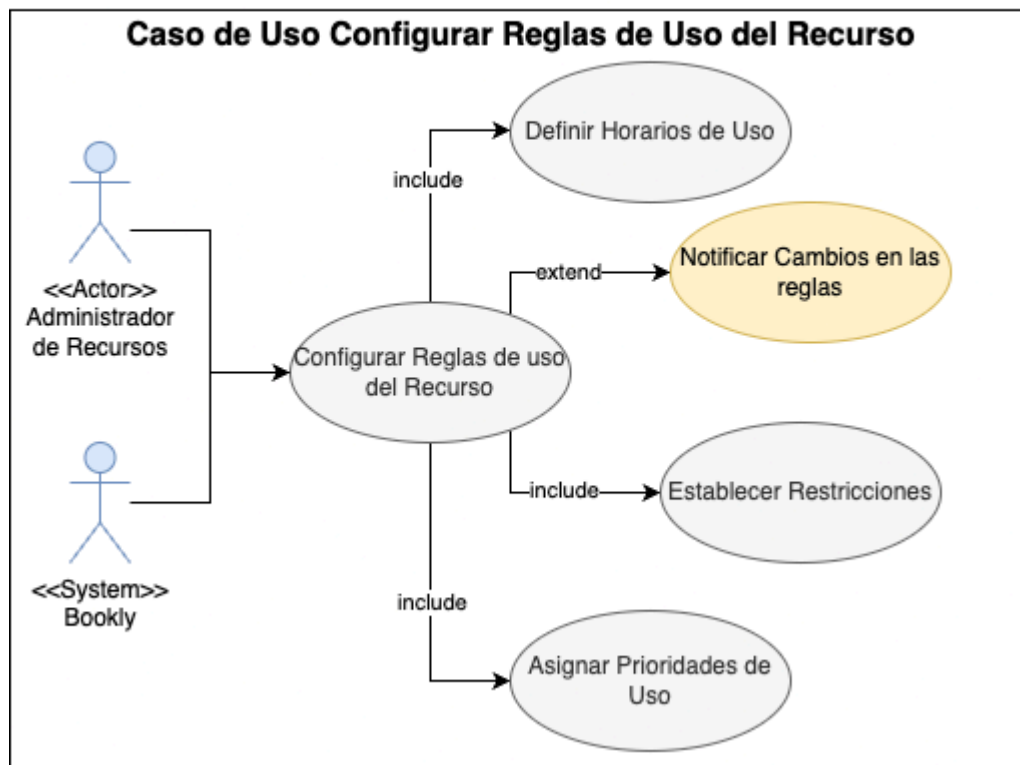 Caso de Uso Configurar Reglas de Uso del Recurso
Definir Horarios de Uso
include
Notificar Cambios en las
reglas
extend
<<Actor>>
Administrador
de Recursos
Configurar Reglas de uso
del Recurso
include
Establecer Restricciones
<<System>>
Bookly
include
Asignar Prioridades de
Uso